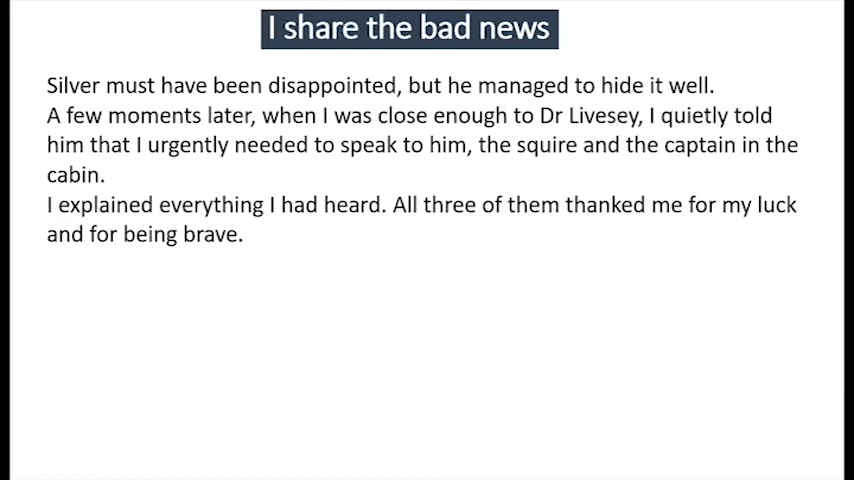 I share the bad news
Silver must have been disappointed, but he managed to hide it well.
A few moments later, when I was close enough to Dr Livesey, I quietly told
him that I urgently needed to speak to him, the squire and the captain in the
cabin.
I explained everything I had heard. All three of them thanked me for my luck
and for being brave.